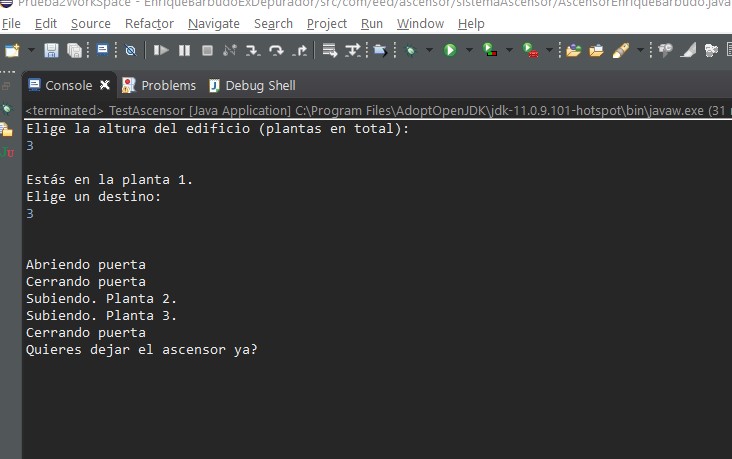 Prueba2WorkSpace - EnriqueBarbudoExDepurador/src/com/eed/ascensor/sistemaAscensor/AscensorEnriqueBarbudo.java
File Edit Source Refactor Navigate Search Project Run Window Help
Console Problems Debug Shell
<terminated> TestAscensor [Java Application] C:\Program Files\AdoptOpenJDK\jdk-11.0.9.101-hotspot\bin\javaw.exe (31
Elige la altura del edificio (plantas en total):
3
Estás en la planta 1.
Elige un destino:
3
Abriendo puerta
Cerrando puerta
Subiendo. Planta 2.
Subiendo. Planta 3.
Cerrando puerta
Quieres dejar el ascensor ya?